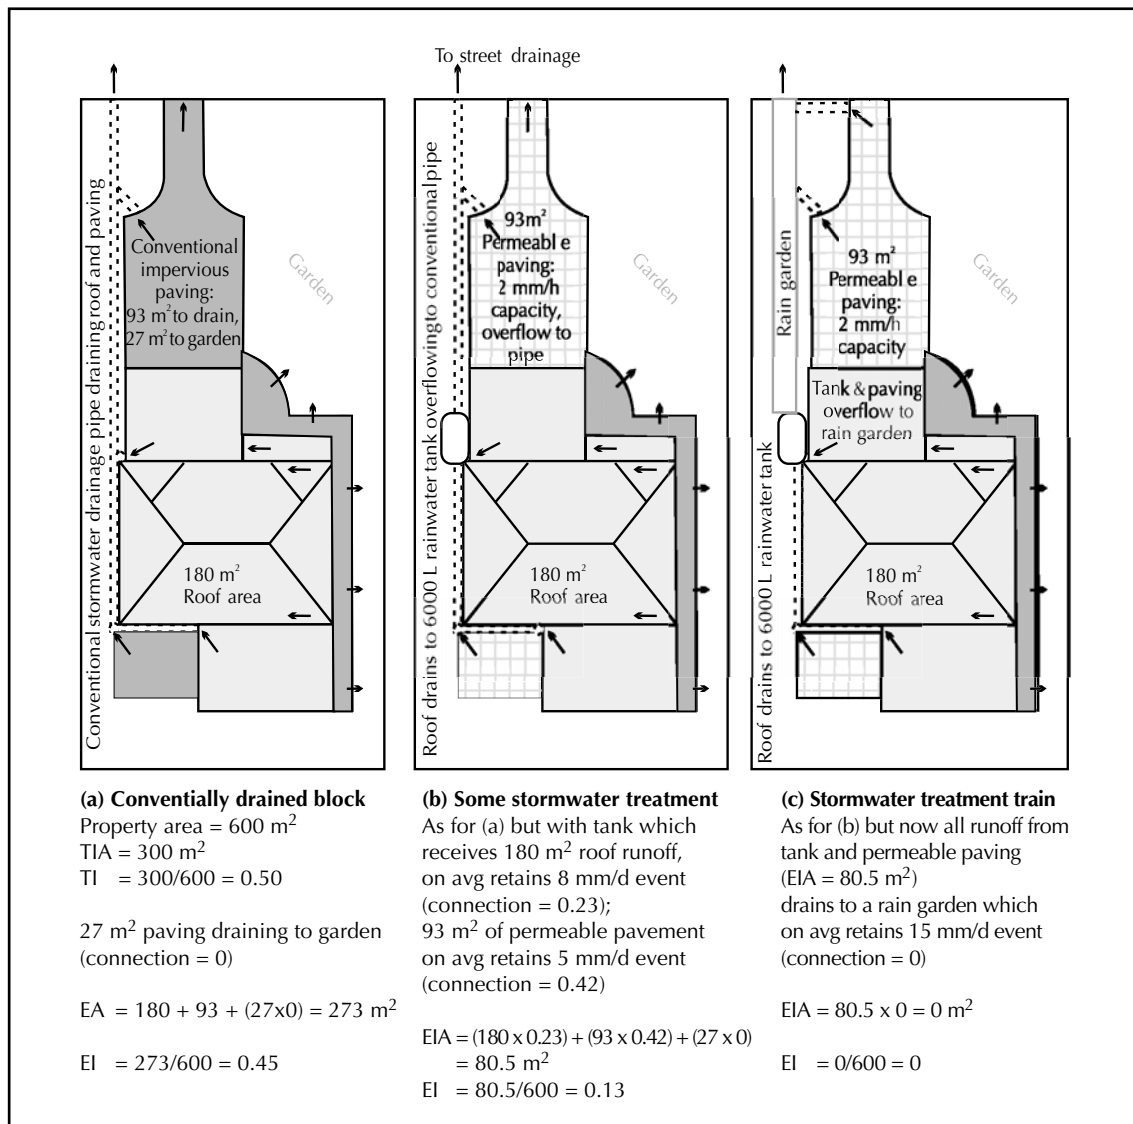 To street drainage
Conventional stormwater drainage pipe draining roof and paving
Conventional
impervious
paving:
93 m² to drain,
27 m² to garden
Garden
180 m²
Roof area
Roof drains to 6000 L rainwater tank overflowing to conventional pipe
93m²
Permeabl e
paving:
2 mm/h
capacity,
overflow to
pipe
Garden
180 m²
Roof area
Roof drains to 6000 L rainwater tank
Rain garden
93 m²
Permeabl e
paving:
2 mm/h
capacity
Tank & paving
overflow to
rain garden
Garden
180 m²
Roof area
(a) Conventially drained block
Property area = 600 m²
TIA = 300 m²
TI = 300/600 = 0.50
27 m² paving draining to garden
(connection = 0)
EA = 180 + 93 + (27x0) = 273 m²
EI = 273/600 = 0.45
(b) Some stormwater treatment
As for (a) but with tank which
receives 180 m² roof runoff,
on avg retains 8 mm/d event
(connection = 0.23);
93 m² of permeable pavement
on avg retains 5 mm/d event
(connection = 0.42)
EIA = (180 x 0.23) + (93 x 0.42) + (27 x 0)
= 80.5 m²
EI = 80.5/600 = 0.13
(c) Stormwater treatment train
As for (b) but now all runoff from
tank and permeable paving
(EIA = 80.5 m²)
drains to a rain garden which
on avg retains 15 mm/d event
(connection = 0)
EIA = 80.5 x 0 = 0 m²
EI = 0/600 = 0